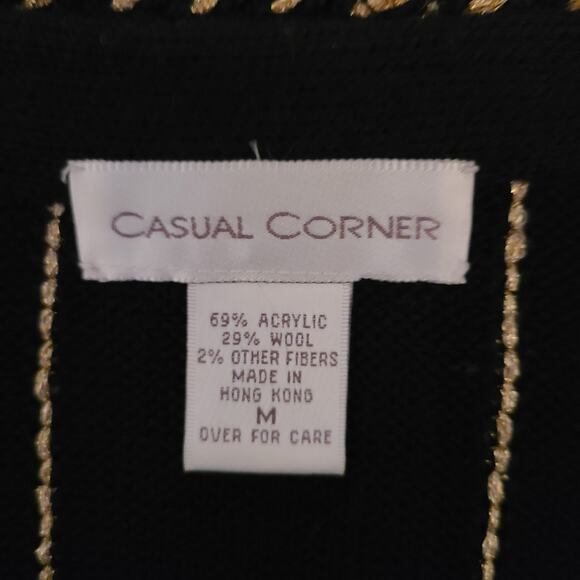 CASUAL CORNER
69% ACRYLIC
29% WOOL
2% OTHER FIBERS
MADE IN
HONG KONG
M
OVER FOR CARE